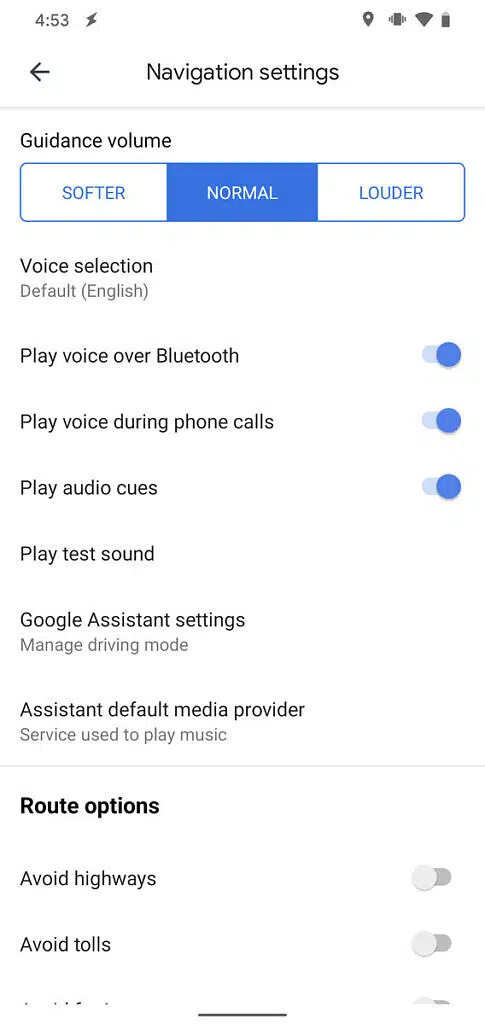 4:53
Navigation settings
Guidance volume
SOFTER NORMAL LOUDER
Voice selection
Default (English)
Play voice over Bluetooth
Play voice during phone calls
Play audio cues
Play test sound
Google Assistant settings
Manage driving mode
Assistant default media provider
Service used to play music
Route options
Avoid highways
Avoid tolls